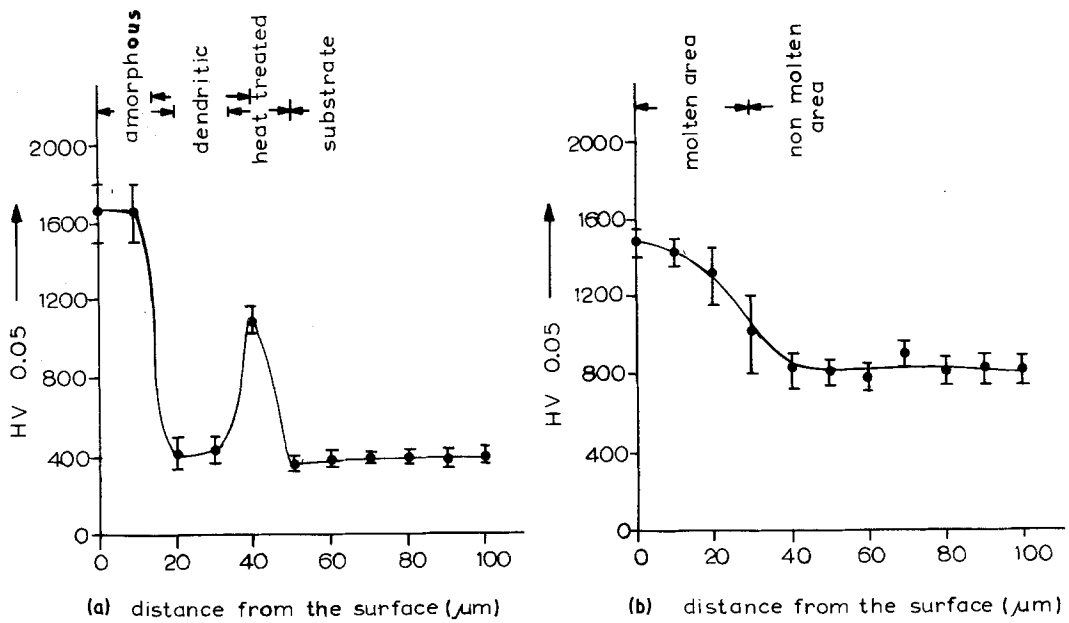 amorphous
dendritic
heat treated
substrate
2000
1600
1200
800
400
0
HV 0.05
0 20 40 60 80 100
(a) distance from the surface (μm)
molten area
non molten
area
2000
1600
1200
800
400
0
HV 0.05
0 20 40 60 80 100
(b) distance from the surface (μm)